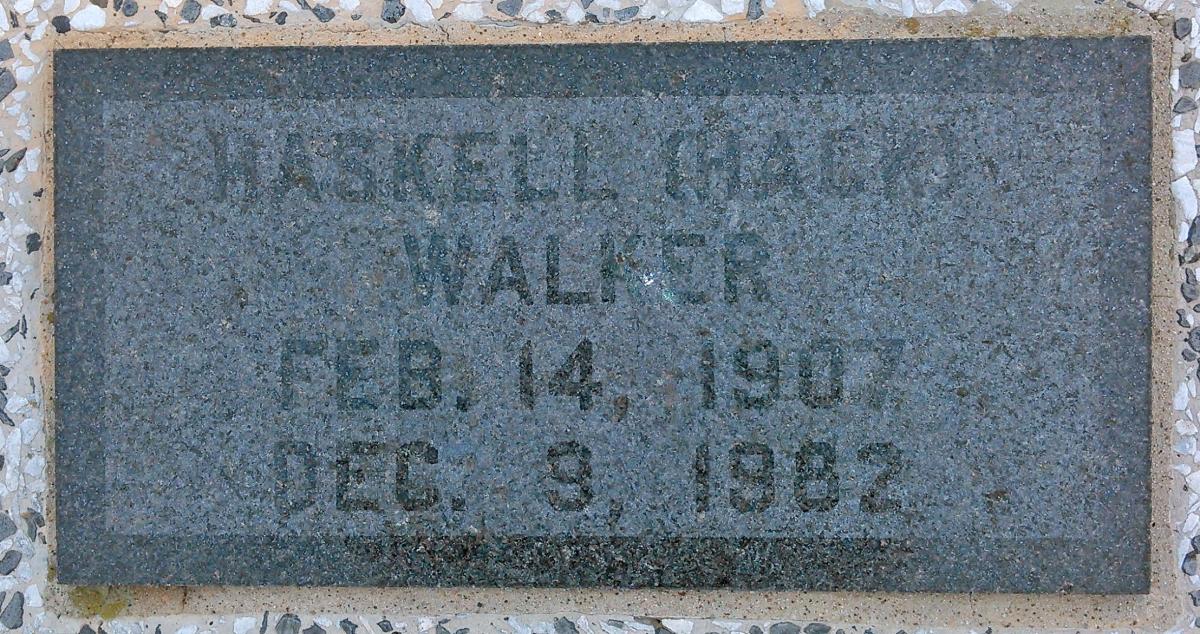 HASKELL (HACK)
WALKER
FEB. 14, 1907
DEC. 9, 1982